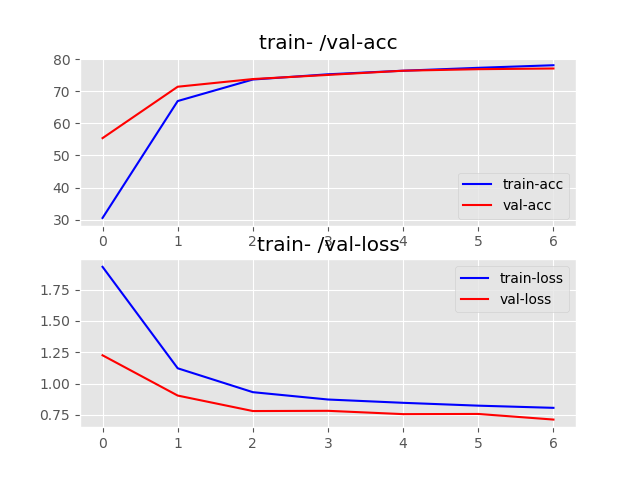 train- /val-acc
80
70
60
50
40
30
train-acc
val-acc
0 1 2 3 4 5 6
train- /val-loss
1.75
1.50
1.25
1.00
0.75
train-loss
val-loss
0 1 2 3 4 5 6